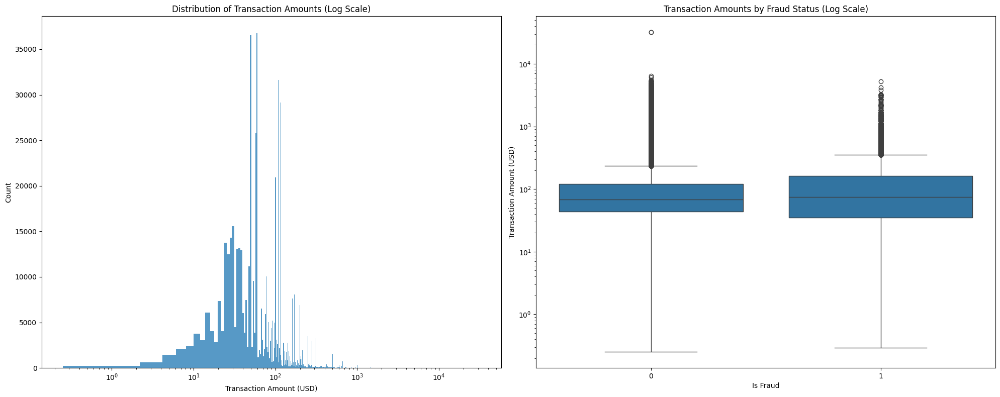 Distribution of Transaction Amounts (Log Scale)
Count
35000
30000
25000
20000
15000
10000
5000
0
10⁰ 10¹ 10² 10³ 10⁴
Transaction Amount (USD)
Transaction Amounts by Fraud Status (Log Scale)
Transaction Amount (USD)
10⁴
10³
10²
10¹
10⁰
0 1
Is Fraud